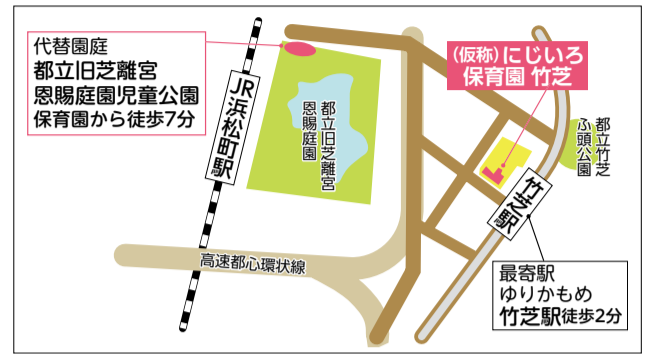 代替園庭
都立旧芝離宮
恩賜庭園児童公園
保育園から徒歩7分
JR浜松町駅
都立旧芝離宮
恩賜庭園
(仮称)にじいろ
保育園 竹芝
都立竹芝
ふ頭公園
竹芝駅
高速都心環状線
最寄駅
ゆりかもめ
竹芝駅徒歩2分